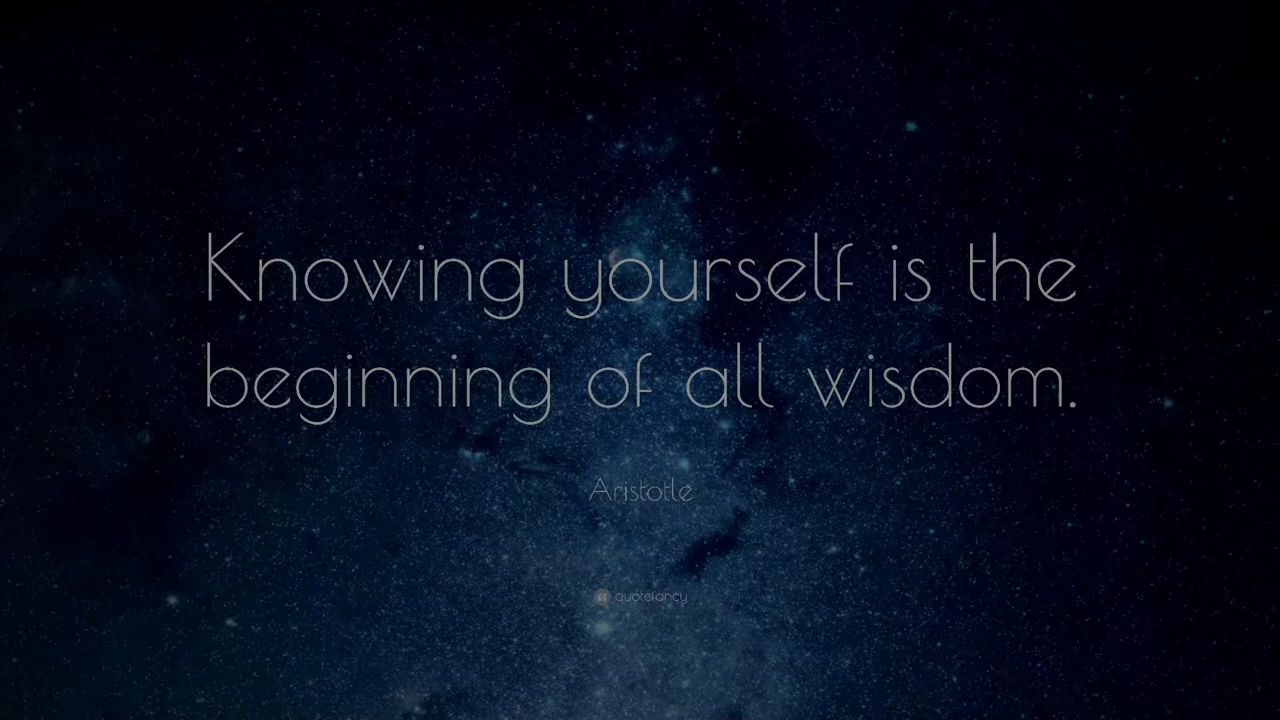 Knowing yourself is the
beginning of all wisdom.
Aristotle
quotefancy